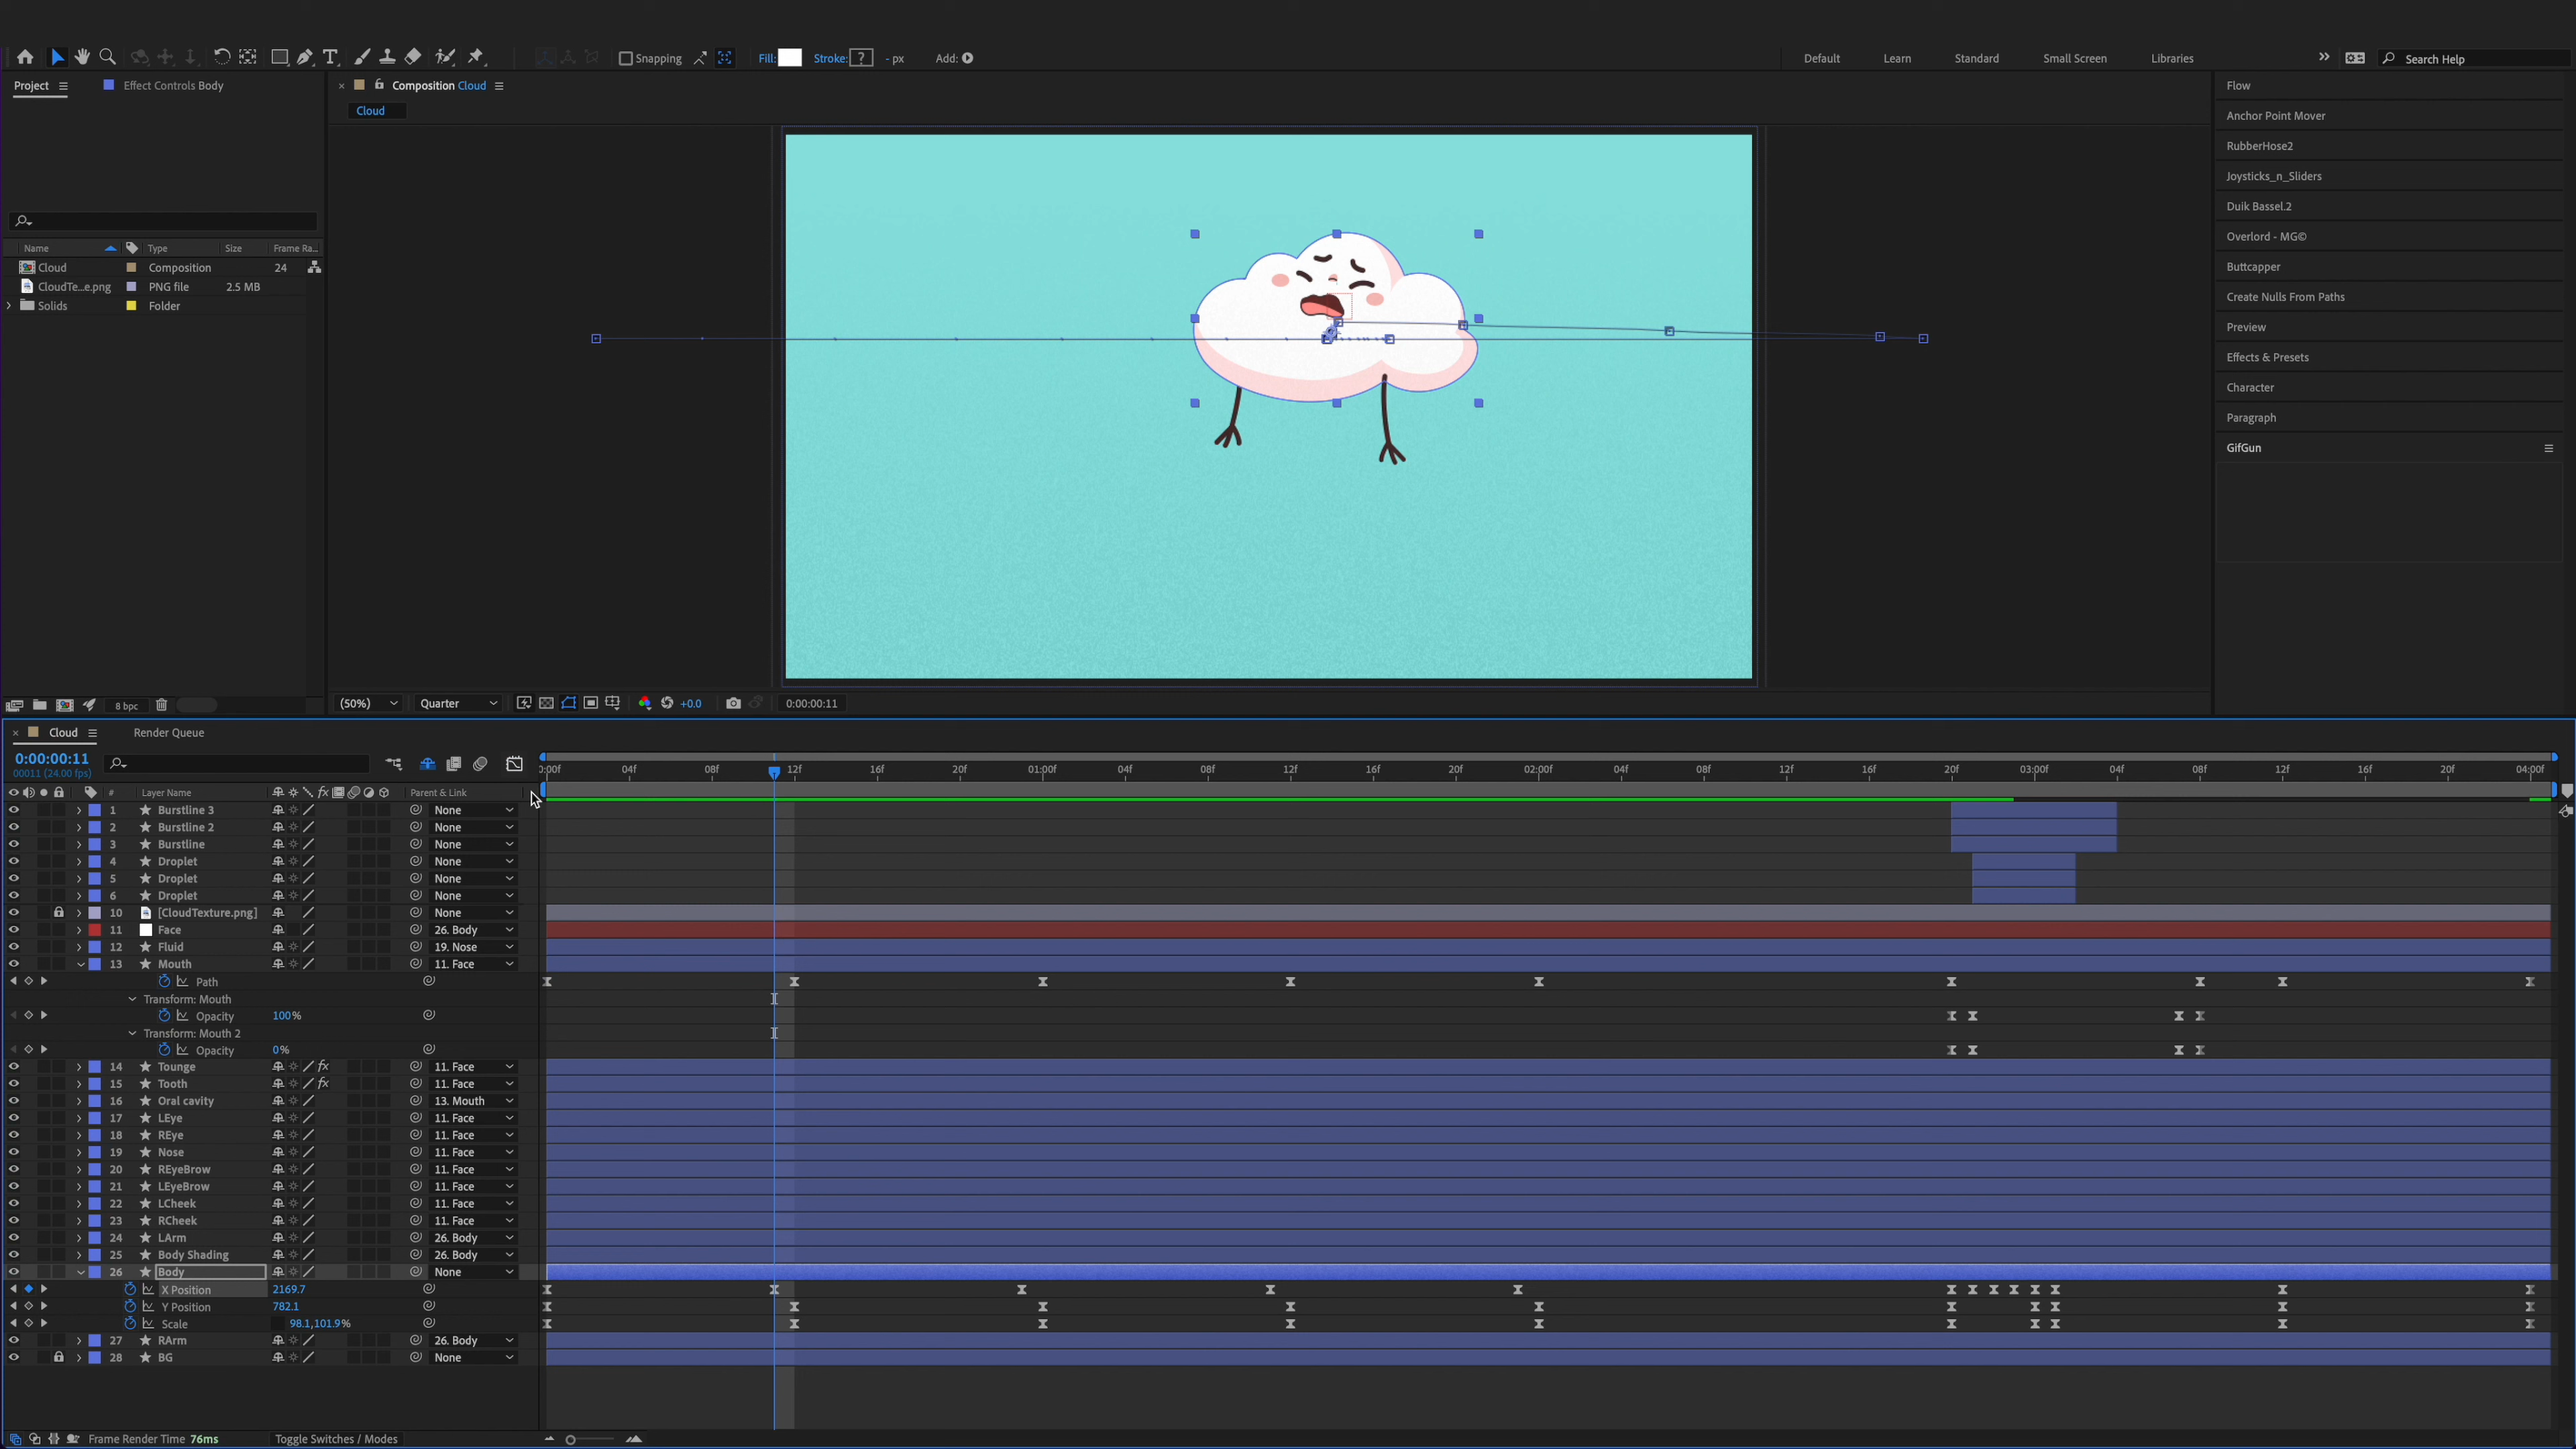 Snapping
Fill:
Stroke:
?
- px
Add:
Default
Learn
Standard
Small Screen
Libraries
Search Help
Project
Effect Controls Body
Composition Cloud
Cloud
Name
Type
Size
Frame Ra...
Cloud
Composition
24
CloudTe...e.png
PNG file
2.5 MB
Solids
Folder
8 bpc
(50%)
Quarter
+0.0
0:00:00:11
Flow
Anchor Point Mover
RubberHose2
Joysticks_n_Sliders
Duik Bassel.2
Overlord - MG©
Buttcapper
Create Nulls From Paths
Preview
Effects & Presets
Character
Paragraph
GifGun
Cloud
Render Queue
0:00:00:11
00011 (24.00 fps)
#
Layer Name
fx
Parent & Link
0:00f 04f 08f 12f 16f 20f 01:00f 04f 08f 12f 16f 20f 02:00f 04f 08f 12f 16f 20f 03:00f 04f 08f 12f 16f 20f 04:00f
1 Burstline 3 None
2 Burstline 2 None
3 Burstline None
4 Droplet None
5 Droplet None
6 Droplet None
10 [CloudTexture.png] None
11 Face 26. Body
12 Fluid 19. Nose
13 Mouth 11. Face
Path
Transform: Mouth
Opacity 100%
Transform: Mouth 2
Opacity 0%
14 Tounge fx 11. Face
15 Tooth fx 11. Face
16 Oral cavity 13. Mouth
17 LEye 11. Face
18 REye 11. Face
19 Nose 11. Face
20 REyeBrow 11. Face
21 LEyeBrow 11. Face
22 LCheek 11. Face
23 RCheek 11. Face
24 LArm 26. Body
25 Body Shading 26. Body
26 Body None
X Position 2169.7
Y Position 782.1
Scale 98.1,101.9%
27 RArm 26. Body
28 BG None
Frame Render Time 76ms
Toggle Switches / Modes